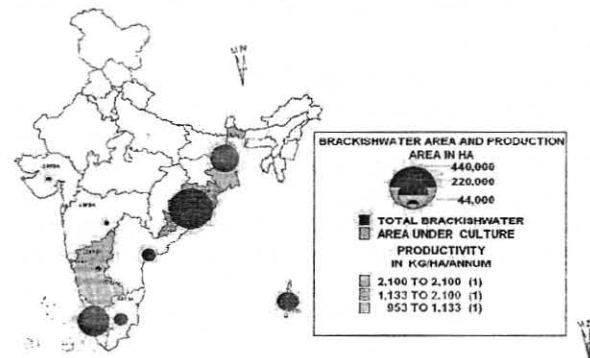 BRACKISHWATER AREA AND PRODUCTION
AREA IN HA
440,000
220,000
44,000
TOTAL BRACKISHWATER
AREA UNDER CULTURE
PRODUCTIVITY
IN KG/HA/ANNUM
2,100 TO 2,100 (1)
1,133 TO 2,100 (1)
953 TO 1,133 (1)